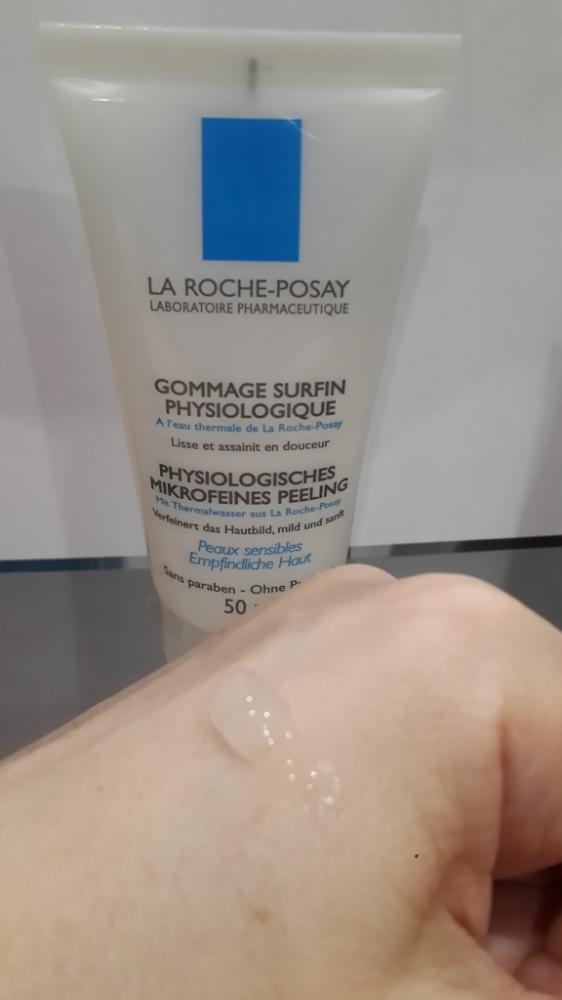 LA ROCHE-POSAY
LABORATOIRE PHARMACEUTIQUE
GOMMAGE SURFIN
PHYSIOLOGIQUE
A l'eau thermale de La Roche-Posay
Lisse et assainit en douceur
PHYSIOLOGISCHES
MIKROFEINES PEELING
Mit Thermalwasser aus La Roche-Posay
Verfeinert das Hautbild, mild und sanft
Peaux sensibles
Empfindliche Haut
Sans paraben - Ohne
50